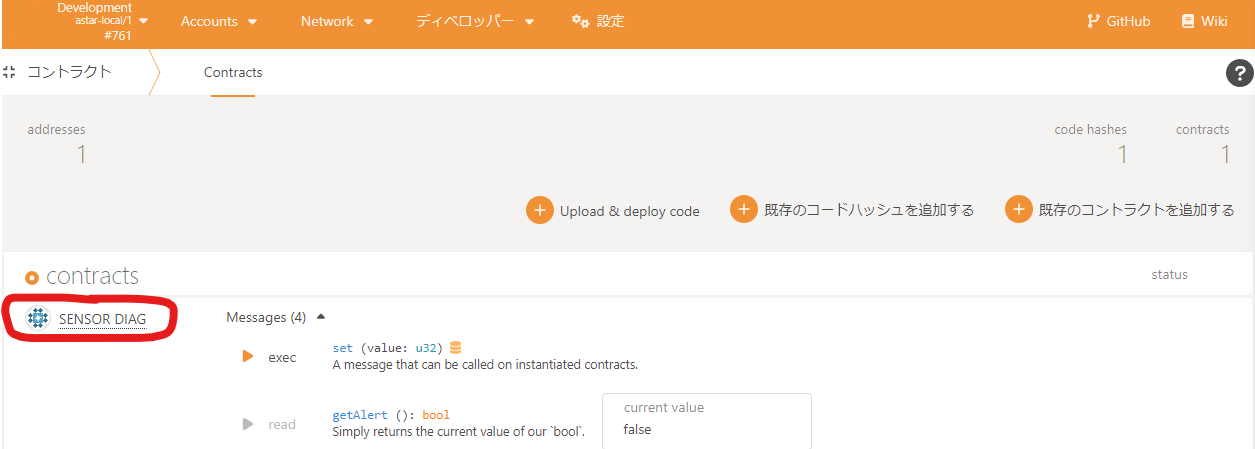 Development
astar-local/1
#761
Accounts
Network
ディベロッパー
設定
GitHub
Wiki
コントラクト
Contracts
?
addresses
1
code hashes
1
contracts
1
Upload & deploy code
既存のコードハッシュを追加する
既存のコントラクトを追加する
contracts
status
SENSOR DIAG
Messages (4)
exec
set (value: u32)
A message that can be called on instantiated contracts.
read
getAlert (): bool
Simply returns the current value of our `bool`.
current value
false